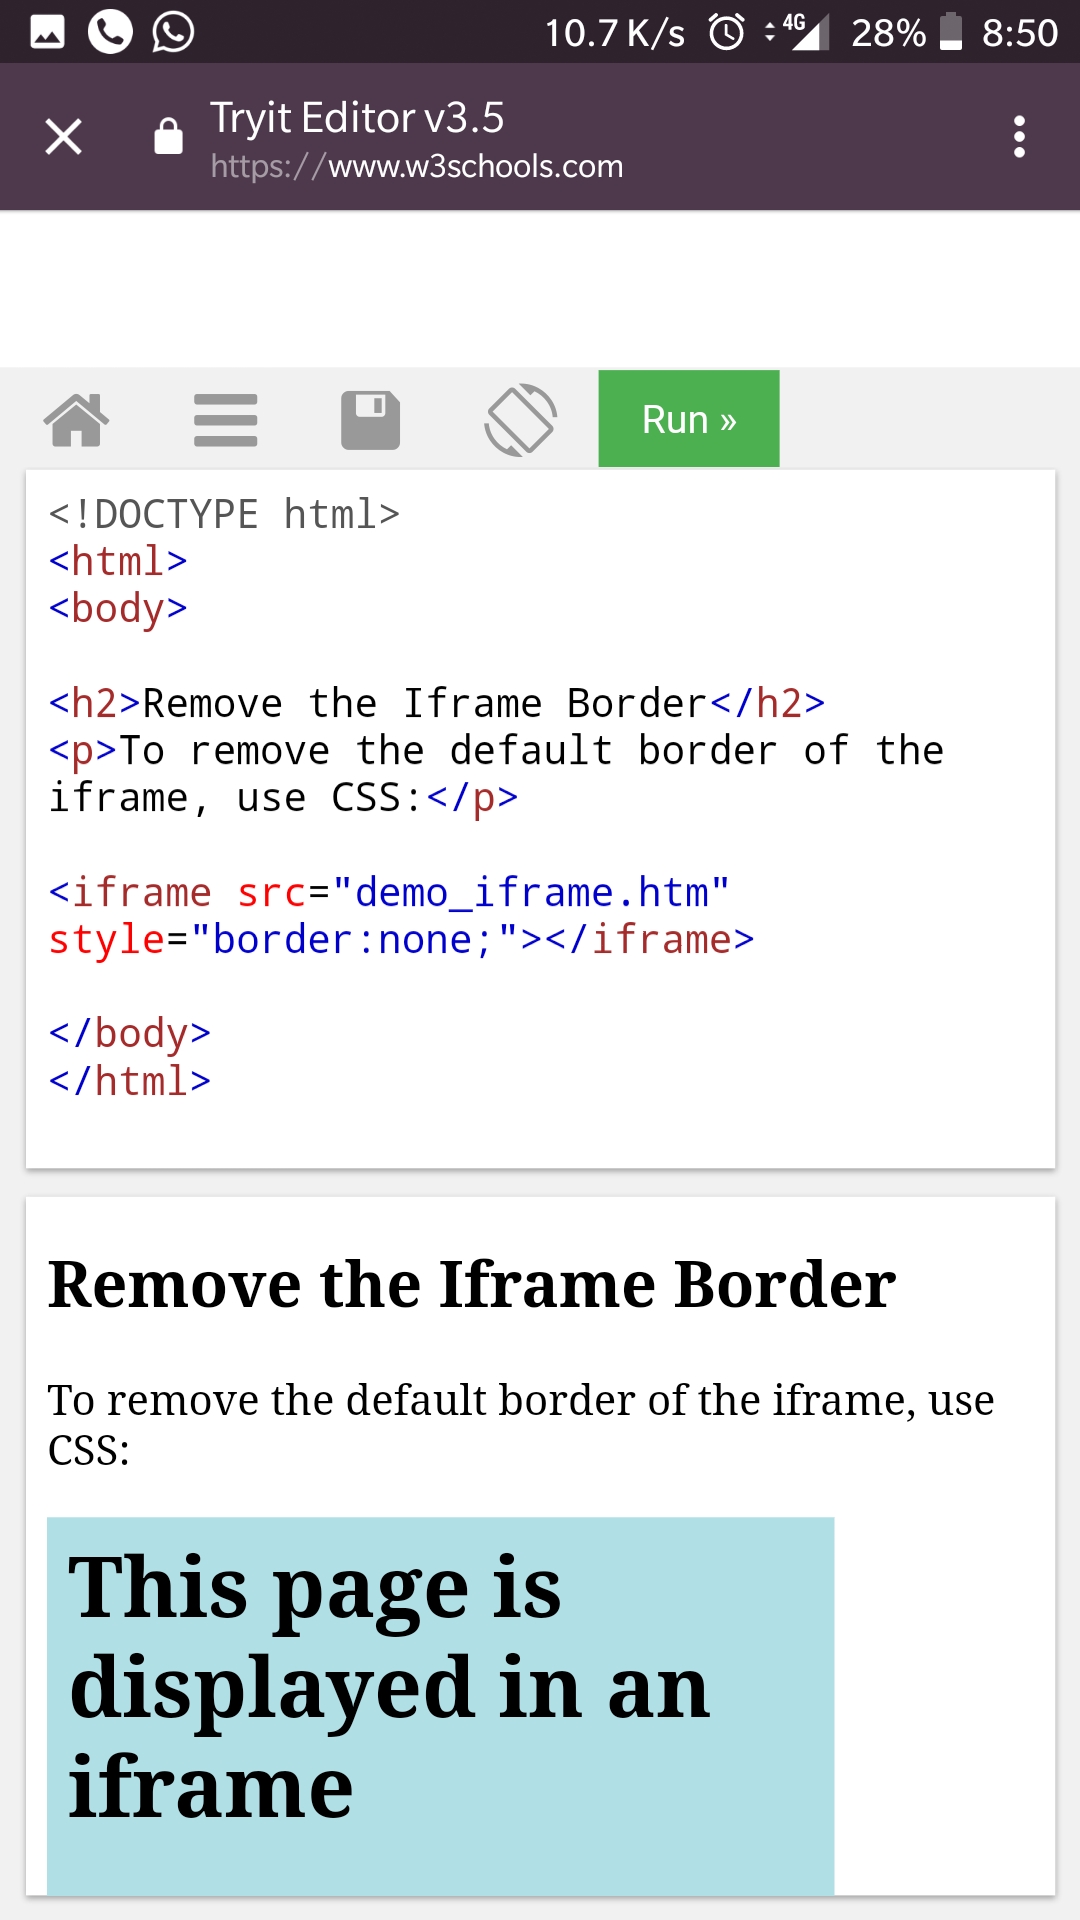 10.7 K/s 4G 28% 8:50
Tryit Editor v3.5
https://www.w3schools.com
Run »
<!DOCTYPE html>
<html>
<body>
<h2>Remove the Iframe Border</h2>
<p>To remove the default border of the
iframe, use CSS:</p>
<iframe src="demo_iframe.htm"
style="border:none;"></iframe>
</body>
</html>
Remove the Iframe Border
To remove the default border of the iframe, use
CSS:
This page is
displayed in an
iframe